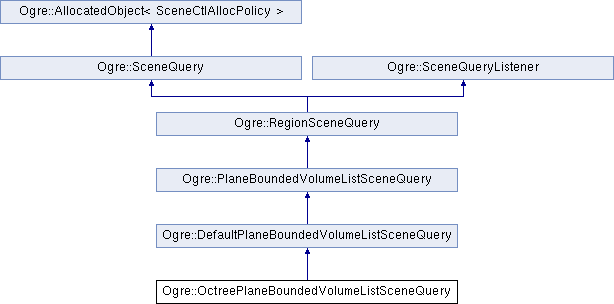 Ogre::AllocatedObject< SceneCtlAllocPolicy >
Ogre::SceneQuery
Ogre::SceneQueryListener
Ogre::RegionSceneQuery
Ogre::PlaneBoundedVolumeListSceneQuery
Ogre::DefaultPlaneBoundedVolumeListSceneQuery
Ogre::OctreePlaneBoundedVolumeListSceneQuery